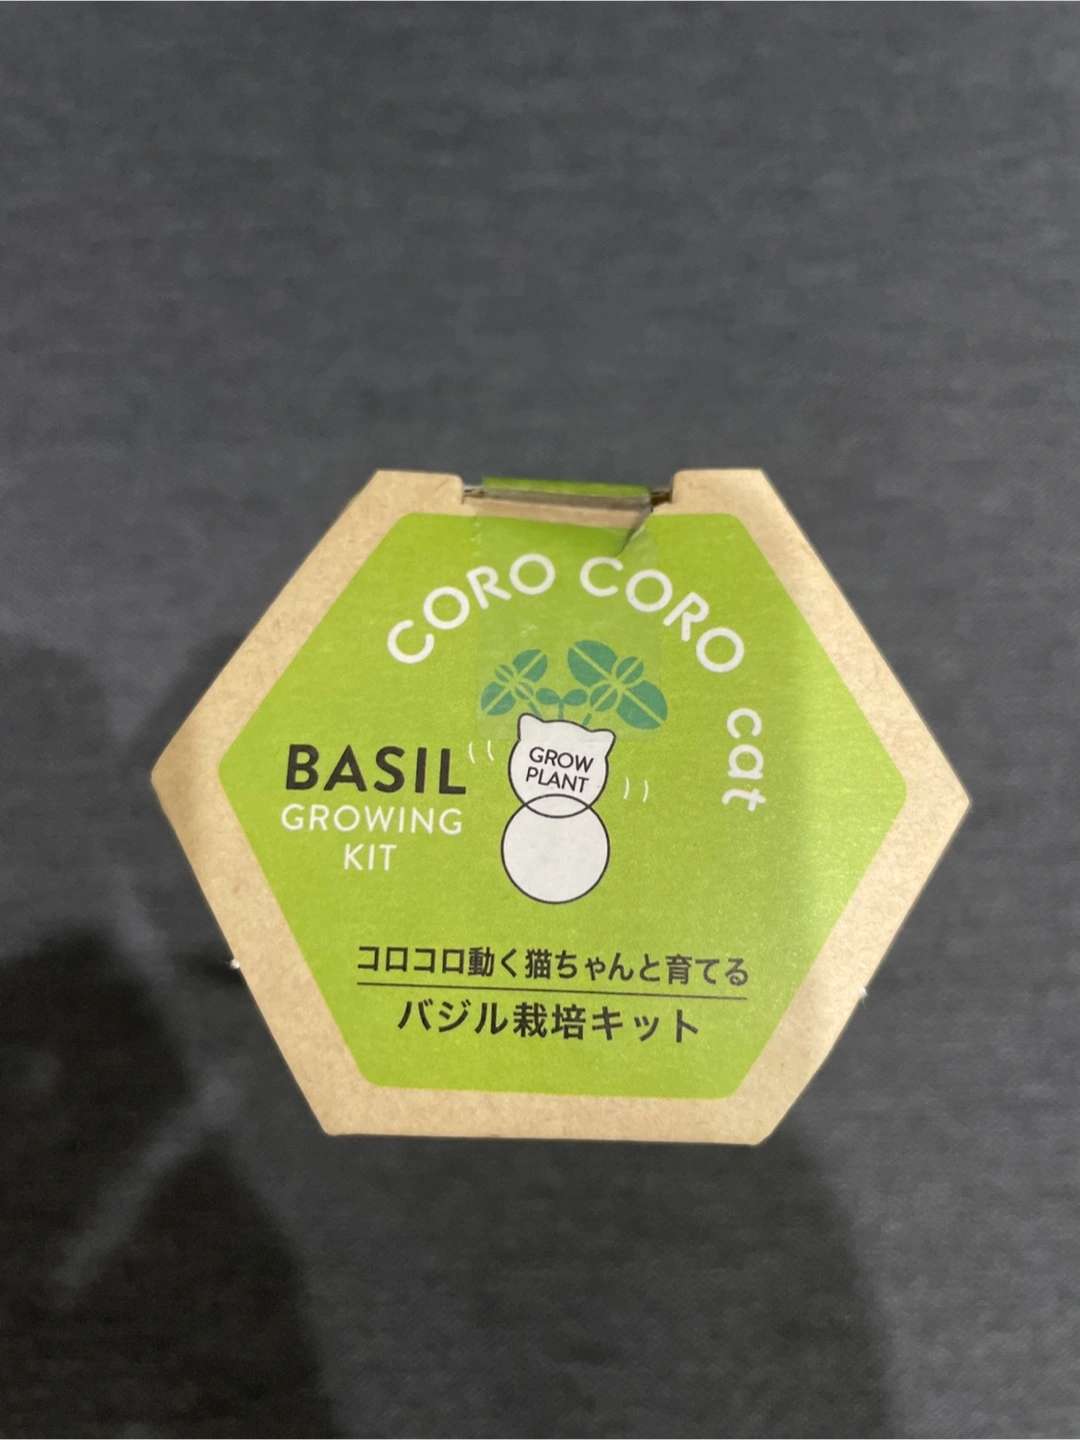 CORO CORO cat
GROW
PLANT
BASIL
GROWING
KIT
コロコロ動く猫ちゃんと育てる
バジル栽培キット